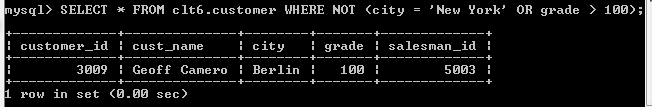 mysql> SELECT * FROM clt6.customer WHERE NOT (city = 'New York' OR grade > 100);
+-------------+-------------+--------+-------+-------------+
| customer_id | cust_name | city | grade | salesman_id |
+-------------+-------------+--------+-------+-------------+
| 3009 | Geoff Camero | Berlin | 100 | 5003 |
+-------------+-------------+--------+-------+-------------+
1 row in set (0.00 sec)